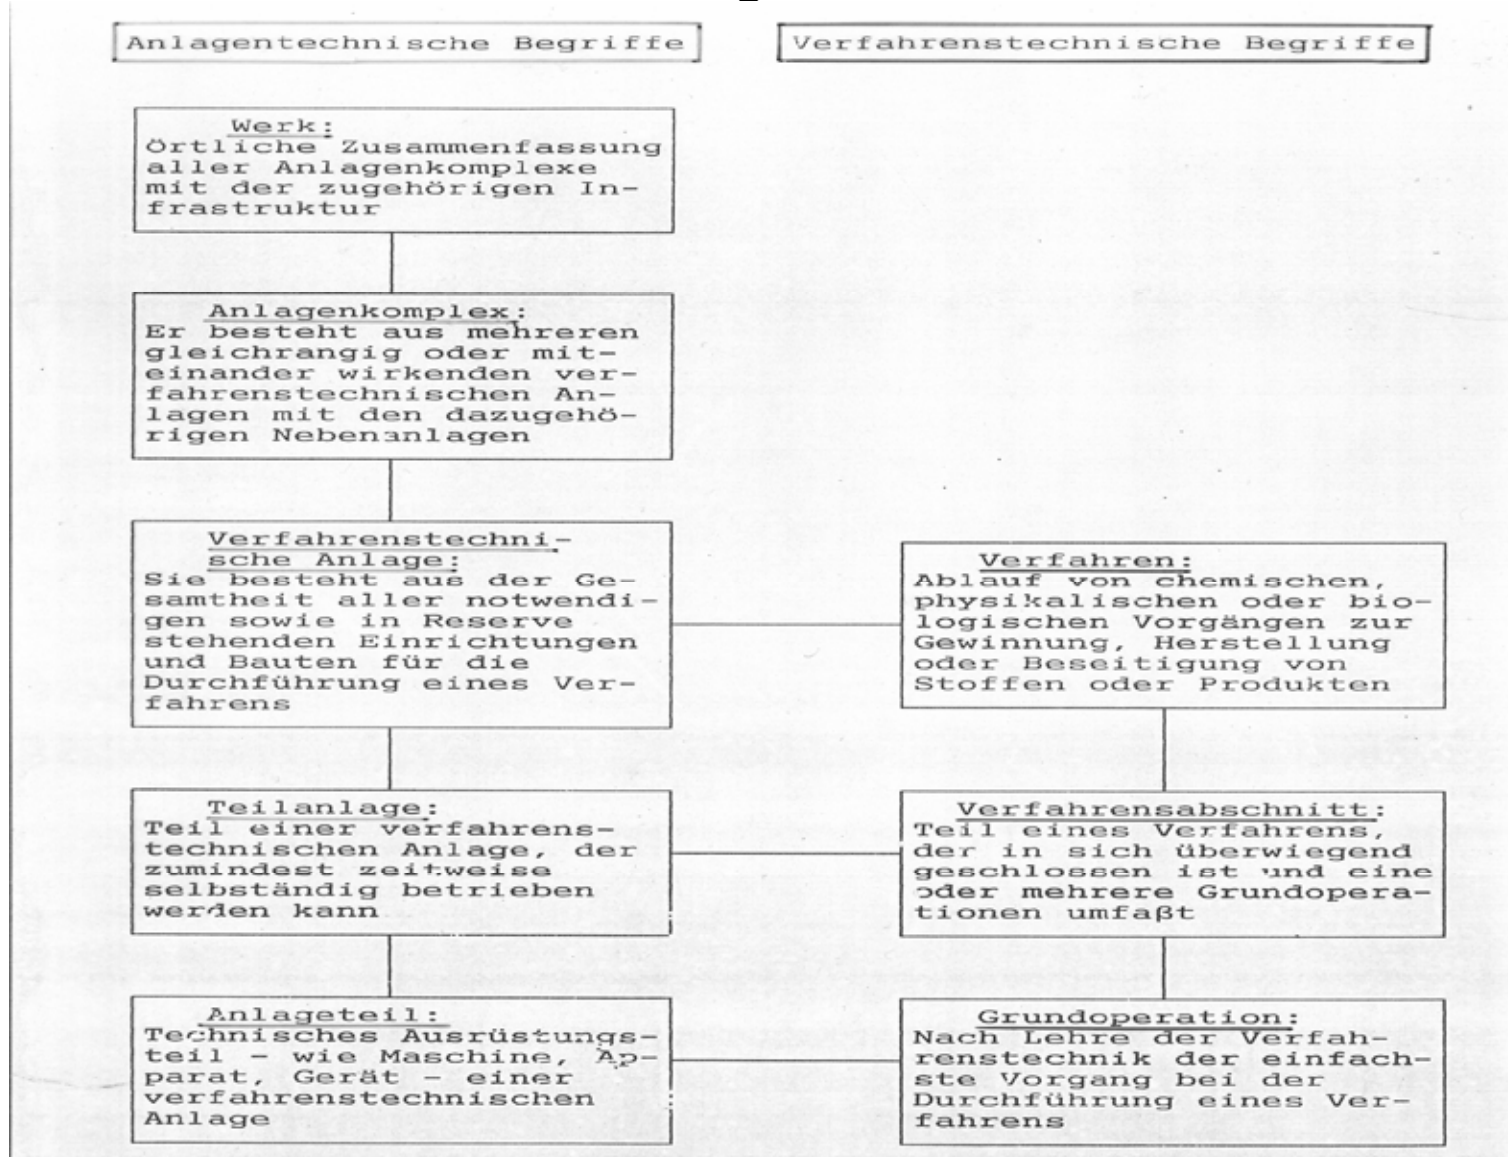 Anlagentechnische Begriffe
Verfahrenstechnische Begriffe
Werk:
örtliche Zusammenfassung
aller Anlagenkomplexe
mit der zugehörigen In-
frastruktur
Anlagenkomplex:
Er besteht aus mehreren
gleichrangig oder mit-
einander wirkenden ver-
fahrenstechnischen An-
lagen mit den dazugehö-
rigen Nebenanlagen
Verfahrenstechni-
sche Anlage:
Sie besteht aus der Ge-
samtheit aller notwendi-
gen sowie in Reserve
stehenden Einrichtungen
und Bauten für die
Durchführung eines Ver-
fahrens
Verfahren:
Ablauf von chemischen,
physikalischen oder bio-
logischen Vorgängen zur
Gewinnung, Herstellung
oder Beseitigung von
Stoffen oder Produkten
Teilanlage:
Teil einer verfahrens-
technischen Anlage, der
zumindest zeitweise
selbständig betrieben
werden kann
Verfahrensabschnitt:
Teil eines Verfahrens,
der in sich überwiegend
geschlossen ist und eine
oder mehrere Grundopera-
tionen umfaßt
Anlageteil:
Technisches Ausrüstungs-
teil - wie Maschine, Ap-
parat, Gerät - einer
verfahrenstechnischen
Anlage
Grundoperation:
Nach Lehre der Verfah-
renstechnik der einfach-
ste Vorgang bei der
Durchführung eines Ver-
fahrens